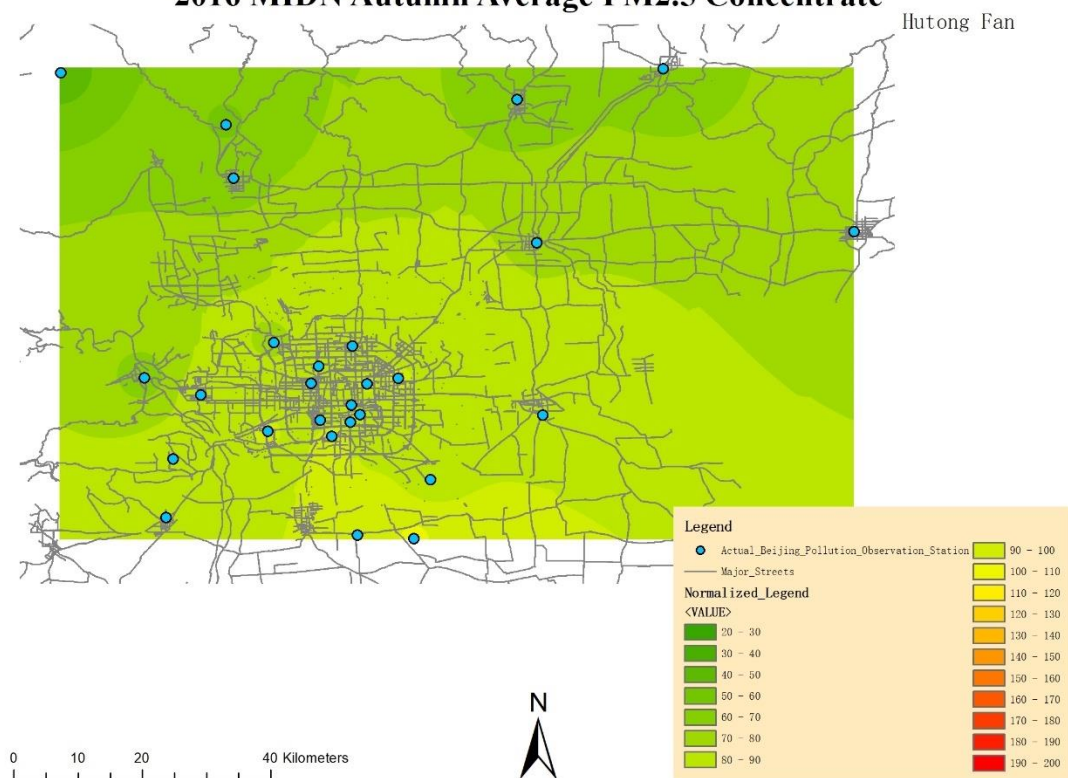 2016 MIDN Autumn Average PM2.5 Concentrate
Hutong Fan
Legend
Actual_Beijing_Pollution_Observation_Station
Major_Streets
Normalized_Legend
<VALUE>
20 - 30
30 - 40
40 - 50
50 - 60
60 - 70
70 - 80
80 - 90
90 - 100
100 - 110
110 - 120
120 - 130
130 - 140
140 - 150
150 - 160
160 - 170
170 - 180
180 - 190
190 - 200
N
0 10 20 40 Kilometers